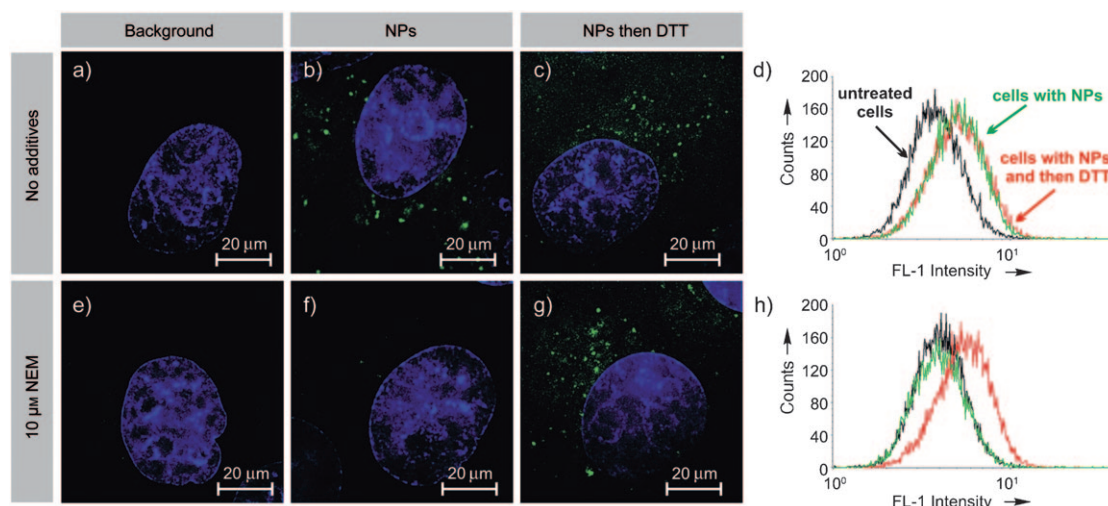 Background
NPs
NPs then DTT
No additives
a)
20 µm
b)
20 µm
c)
20 µm
d)
200
160
120
80
40
0
Counts →
untreated
cells
cells with NPs
cells with NPs
and then DTT
10⁰
10¹
FL-1 Intensity →
10 µM NEM
e)
20 µm
f)
20 µm
g)
20 µm
h)
200
160
120
80
40
0
Counts →
10⁰
10¹
FL-1 Intensity →